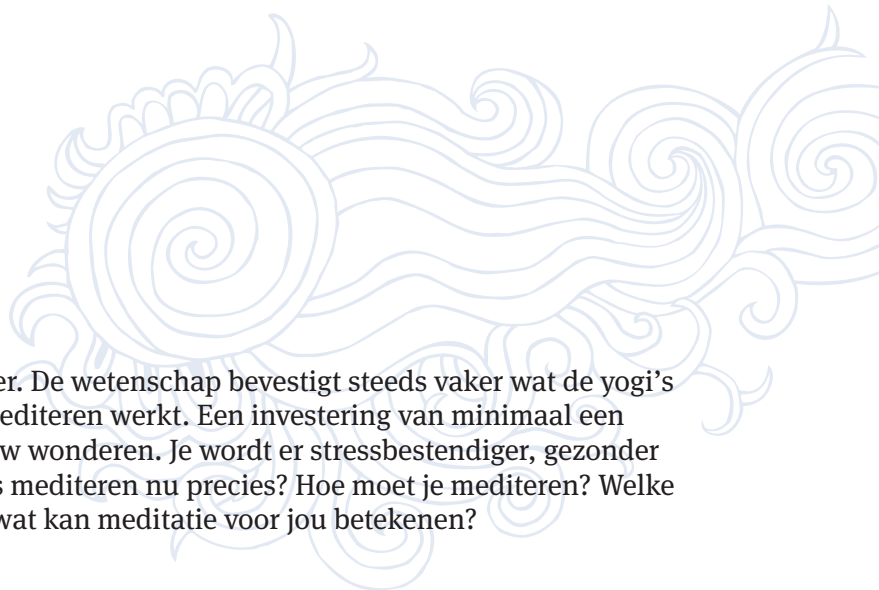 er. De wetenschap bevestigt steeds vaker wat de yogi’s
editeren werkt. Een investering van minimaal een
w wonderen. Je wordt er stressbestendiger, gezonder
s mediteren nu precies? Hoe moet je mediteren? Welke
wat kan meditatie voor jou betekenen?